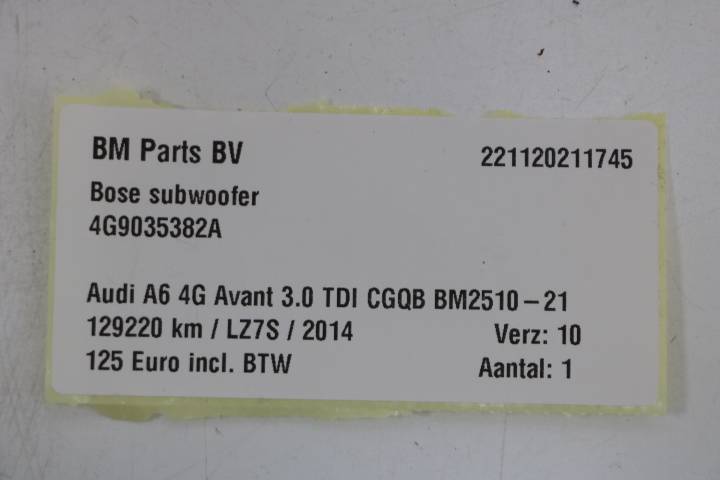 BM Parts BV 221120211745
Bose subwoofer
4G9035382A
Audi A6 4G Avant 3.0 TDI CGQB BM2510-21
129220 km / LZ7S / 2014 Verz: 10
125 Euro incl. BTW Aantal: 1